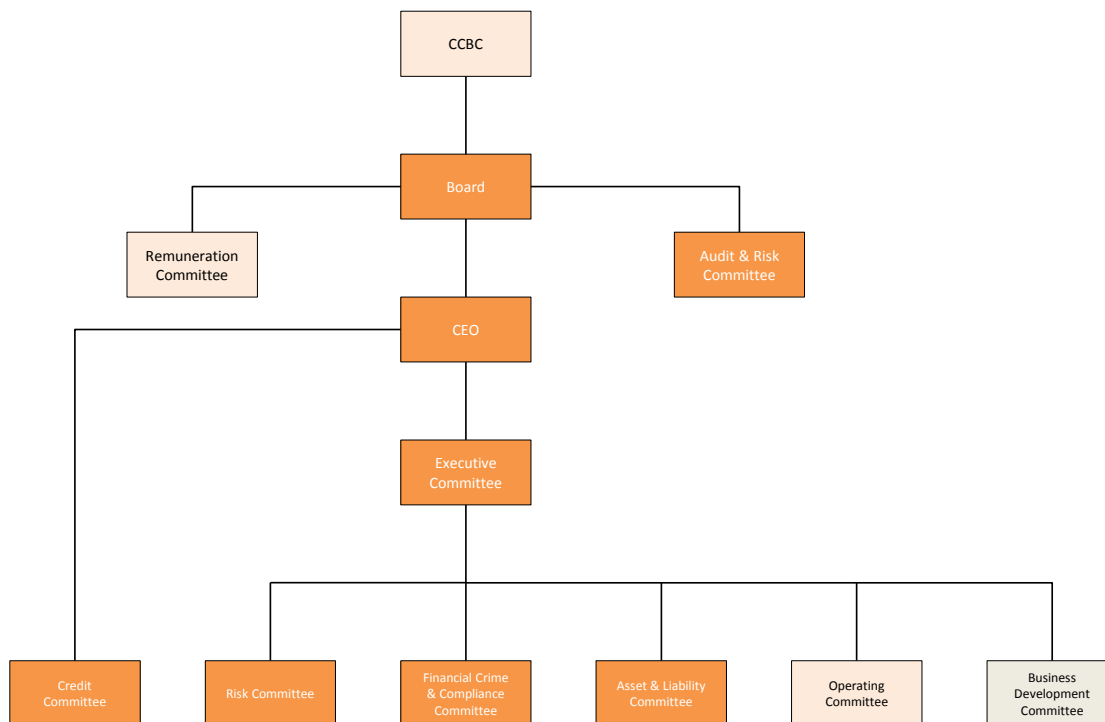 CCBC
Board
Remuneration
Committee
Audit & Risk
Committee
CEO
Executive
Committee
Credit
Committee
Risk Committee
Financial Crime
& Compliance
Committee
Asset & Liability
Committee
Operating
Committee
Business
Development
Committee